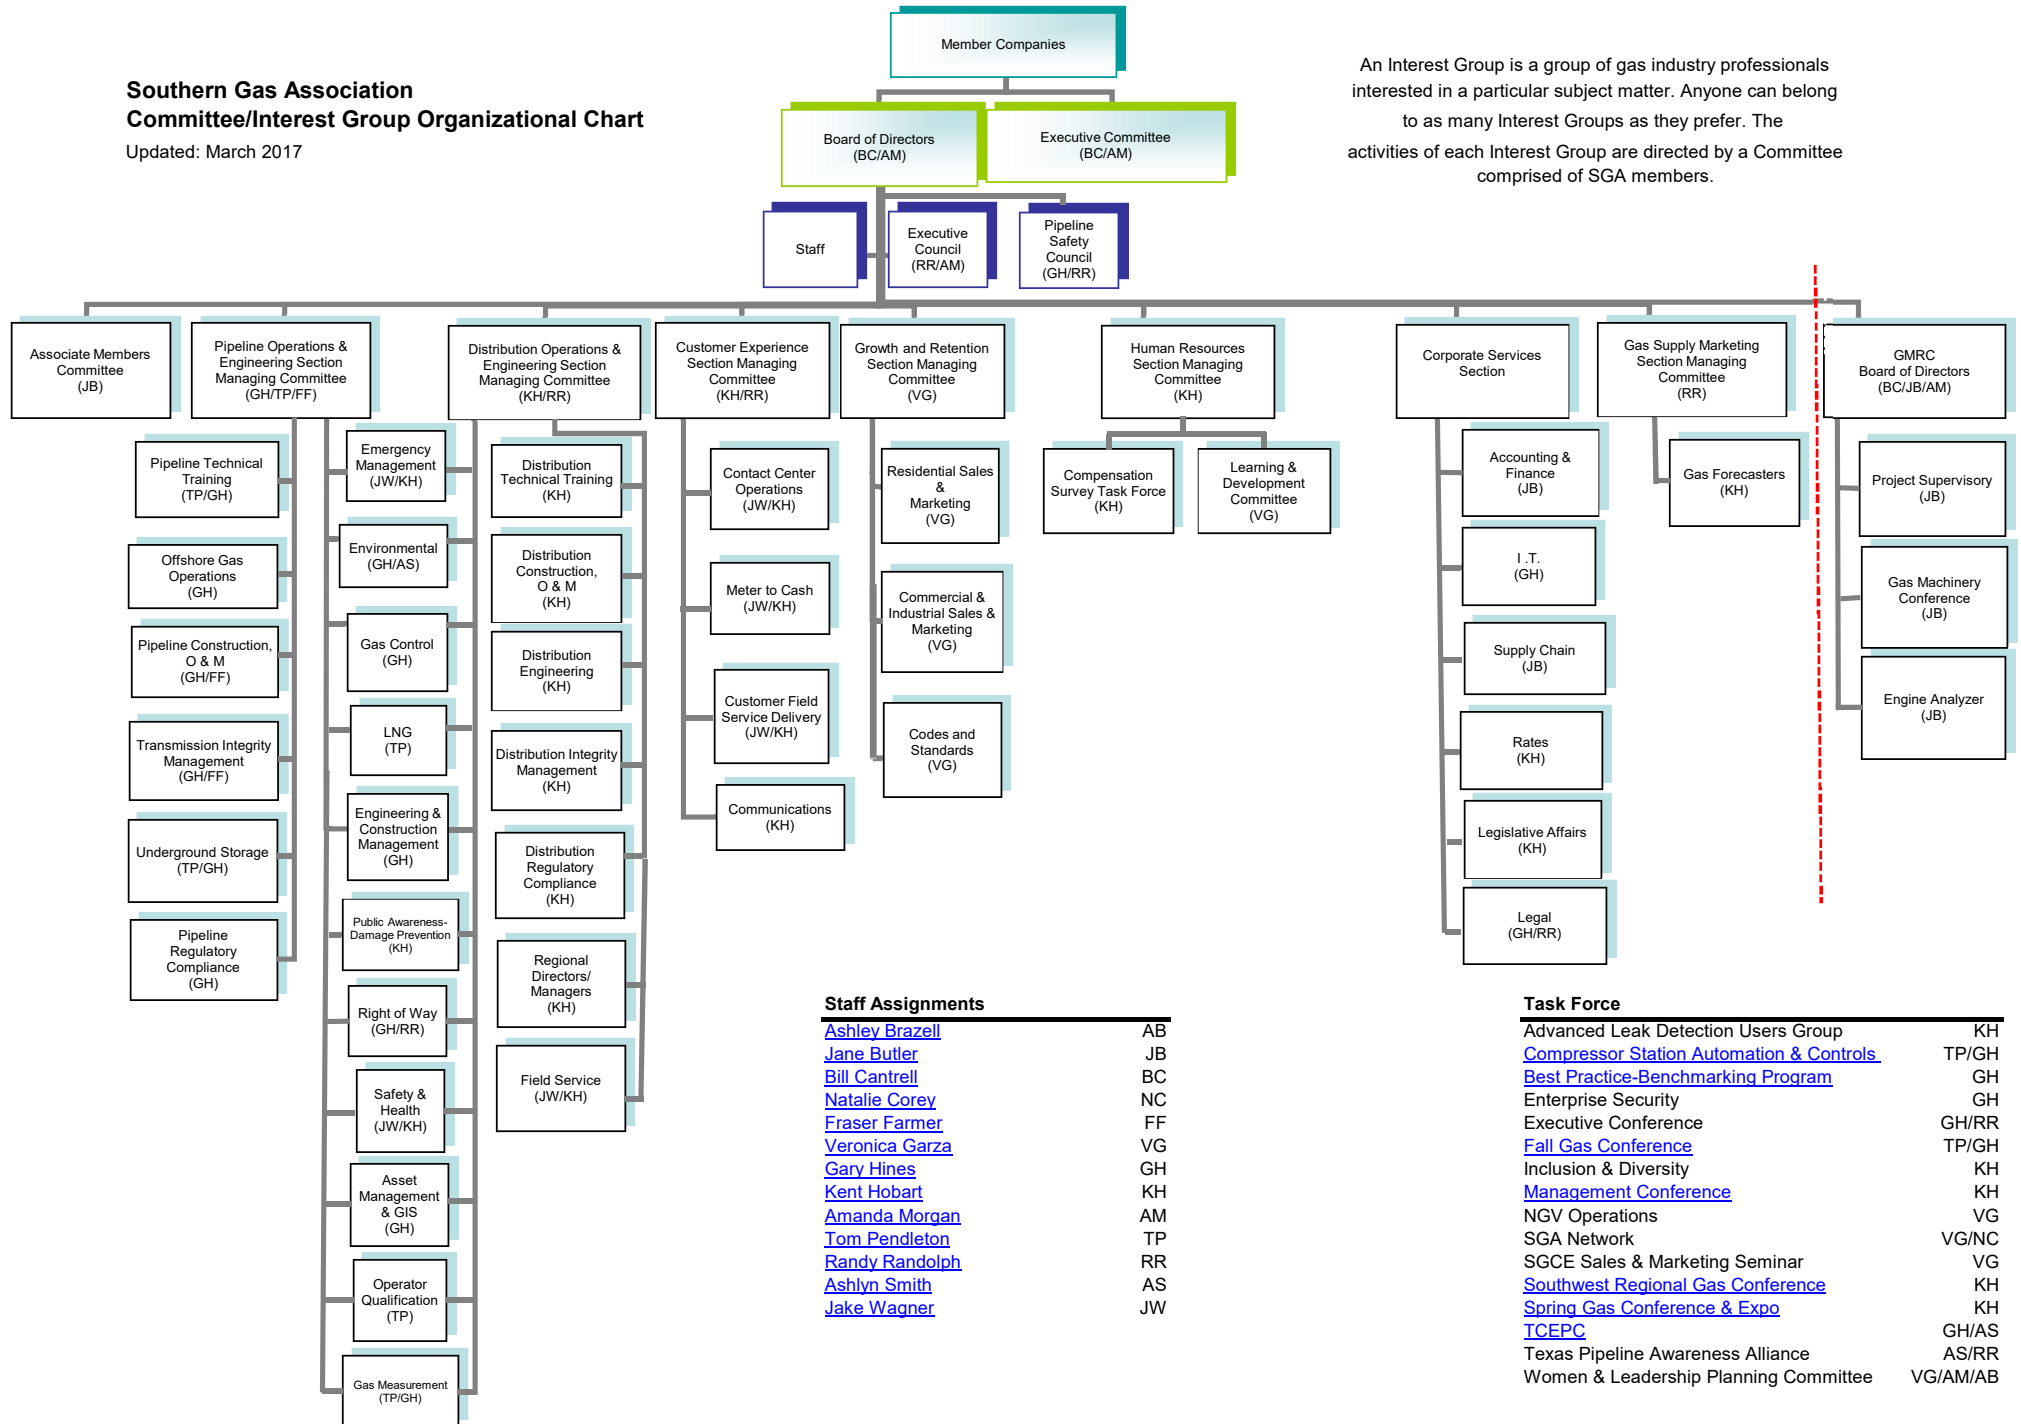 Member Companies
Southern Gas Association
Committee/Interest Group Organizational Chart
Updated: March 2017
An Interest Group is a group of gas industry professionals
interested in a particular subject matter. Anyone can belong
to as many Interest Groups as they prefer. The
activities of each Interest Group are directed by a Committee
comprised of SGA members.
Board of Directors
(BC/AM)
Executive Committee
(BC/AM)
Staff
Executive
Council
(RR/AM)
Pipeline
Safety
Council
(GH/RR)
Associate Members
Committee
(JB)
Pipeline Operations &
Engineering Section
Managing Committee
(GH/TP/FF)
Distribution Operations &
Engineering Section
Managing Committee
(KH/RR)
Customer Experience
Section Managing
Committee
(KH/RR)
Growth and Retention
Section Managing
Committee
(VG)
Human Resources
Section Managing
Committee
(KH)
Corporate Services
Section
Gas Supply Marketing
Section Managing
Committee
(RR)
GMRC
Board of Directors
(BC/JB/AM)
Pipeline Technical
Training
(TP/GH)
Offshore Gas
Operations
(GH)
Pipeline Construction,
O & M
(GH/FF)
Transmission Integrity
Management
(GH/FF)
Underground Storage
(TP/GH)
Pipeline
Regulatory
Compliance
(GH)
Emergency
Management
(JW/KH)
Environmental
(GH/AS)
Gas Control
(GH)
LNG
(TP)
Engineering &
Construction
Management
(GH)
Public Awareness-
Damage Prevention
(KH)
Right of Way
(GH/RR)
Safety &
Health
(JW/KH)
Asset
Management
& GIS
(GH)
Operator
Qualification
(TP)
Gas Measurement
(TP/GH)
Distribution
Technical Training
(KH)
Distribution
Construction,
O & M
(KH)
Distribution
Engineering
(KH)
Distribution Integrity
Management
(KH)
Distribution
Regulatory
Compliance
(KH)
Regional
Directors/
Managers
(KH)
Field Service
(JW/KH)
Contact Center
Operations
(JW/KH)
Meter to Cash
(JW/KH)
Customer Field
Service Delivery
(JW/KH)
Communications
(KH)
Residential Sales
&
Marketing
(VG)
Commercial &
Industrial Sales &
Marketing
(VG)
Codes and
Standards
(VG)
Compensation
Survey Task Force
(KH)
Learning &
Development
Committee
(VG)
Accounting &
Finance
(JB)
I .T.
(GH)
Supply Chain
(JB)
Rates
(KH)
Legislative Affairs
(KH)
Legal
(GH/RR)
Gas Forecasters
(KH)
Project Supervisory
(JB)
Gas Machinery
Conference
(JB)
Engine Analyzer
(JB)
Staff Assignments
Ashley Brazell AB
Jane Butler JB
Bill Cantrell BC
Natalie Corey NC
Fraser Farmer FF
Veronica Garza VG
Gary Hines GH
Kent Hobart KH
Amanda Morgan AM
Tom Pendleton TP
Randy Randolph RR
Ashlyn Smith AS
Jake Wagner JW
Task Force
Advanced Leak Detection Users Group KH
Compressor Station Automation & Controls TP/GH
Best Practice-Benchmarking Program GH
Enterprise Security GH
Executive Conference GH/RR
Fall Gas Conference TP/GH
Inclusion & Diversity KH
Management Conference KH
NGV Operations VG
SGA Network VG/NC
SGCE Sales & Marketing Seminar VG
Southwest Regional Gas Conference KH
Spring Gas Conference & Expo KH
TCEPC GH/AS
Texas Pipeline Awareness Alliance AS/RR
Women & Leadership Planning Committee VG/AM/AB